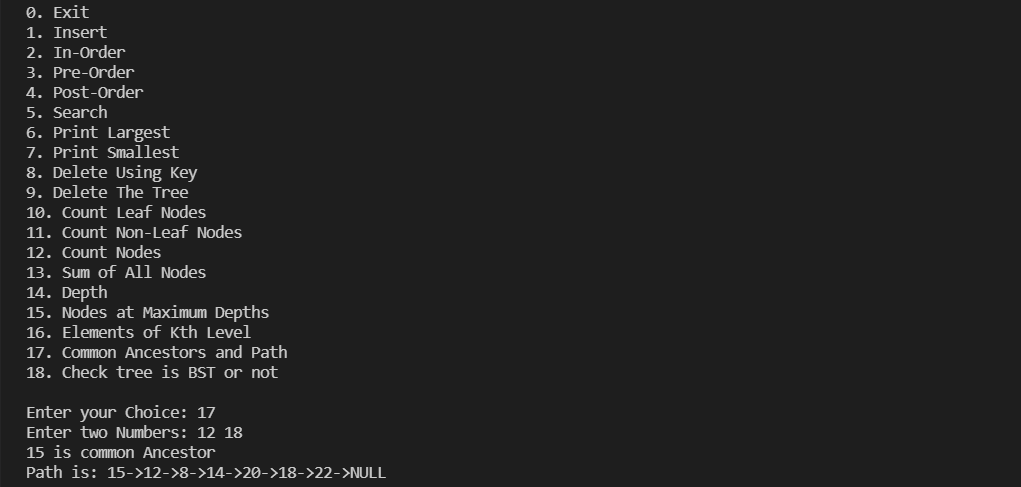 0. Exit
1. Insert
2. In-Order
3. Pre-Order
4. Post-Order
5. Search
6. Print Largest
7. Print Smallest
8. Delete Using Key
9. Delete The Tree
10. Count Leaf Nodes
11. Count Non-Leaf Nodes
12. Count Nodes
13. Sum of All Nodes
14. Depth
15. Nodes at Maximum Depths
16. Elements of Kth Level
17. Common Ancestors and Path
18. Check tree is BST or not
Enter your Choice: 17
Enter two Numbers: 12 18
15 is common Ancestor
Path is: 15->12->8->14->20->18->22->NULL